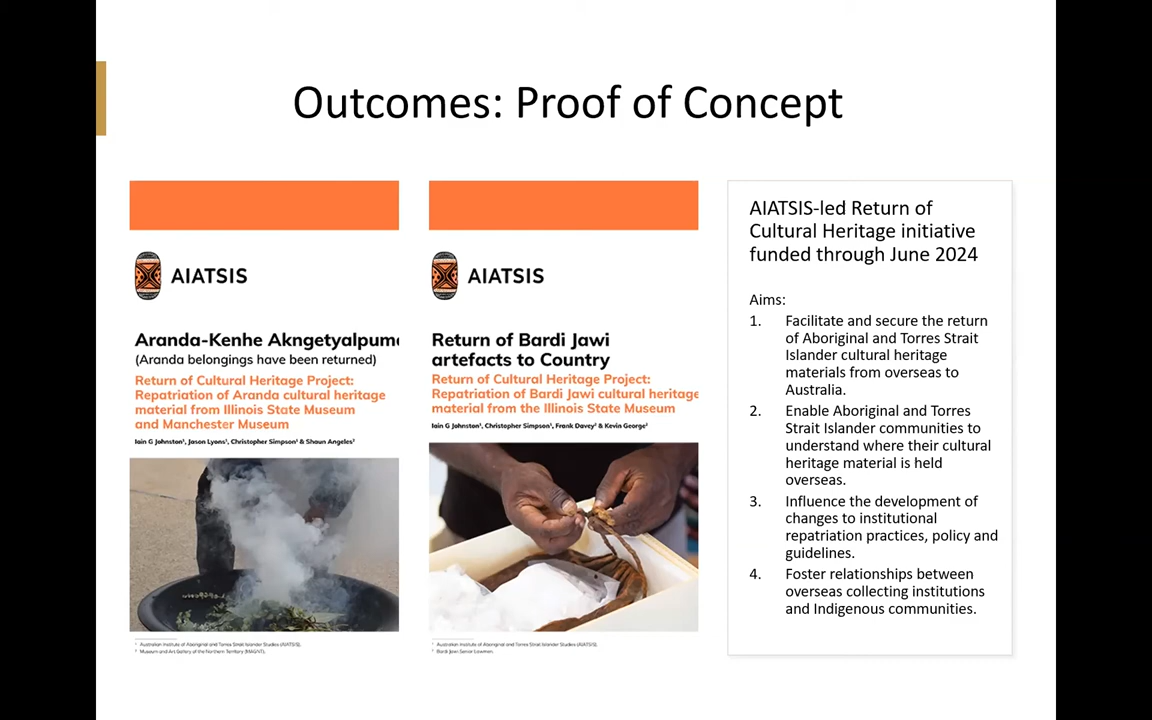 Outcomes: Proof of Concept
AIATSIS
Aranda-Kenhe Akngetyalpum
(Aranda belongings have been returned)
Return of Cultural Heritage Project:
Repatriation of Aranda cultural heritage
material from Illinois State Museum
and Manchester Museum
Iain G Johnston¹, Jason Lyons¹, Christopher Simpson¹ & Shaun Angeles²
¹ Australian Institute of Aboriginal and Torres Strait Islander Studies (AIATSIS).
² Museum and Art Gallery of the Northern Territory (MAGNT).
AIATSIS
Return of Bardi Jawi
artefacts to Country
Return of Cultural Heritage Project:
Repatriation of Bardi Jawi cultural heritage
material from the Illinois State Museum
Iain G Johnston¹, Christopher Simpson¹, Frank Davey² & Kevin George²
¹ Australian Institute of Aboriginal and Torres Strait Islander Studies (AIATSIS).
² Bardi Jawi Senior Lawmen.
AIATSIS-led Return of
Cultural Heritage initiative
funded through June 2024
Aims:
1. Facilitate and secure the return
of Aboriginal and Torres Strait
Islander cultural heritage
materials from overseas to
Australia.
2. Enable Aboriginal and Torres
Strait Islander communities to
understand where their cultural
heritage material is held
overseas.
3. Influence the development of
changes to institutional
repatriation practices, policy and
guidelines.
4. Foster relationships between
overseas collecting institutions
and Indigenous communities.